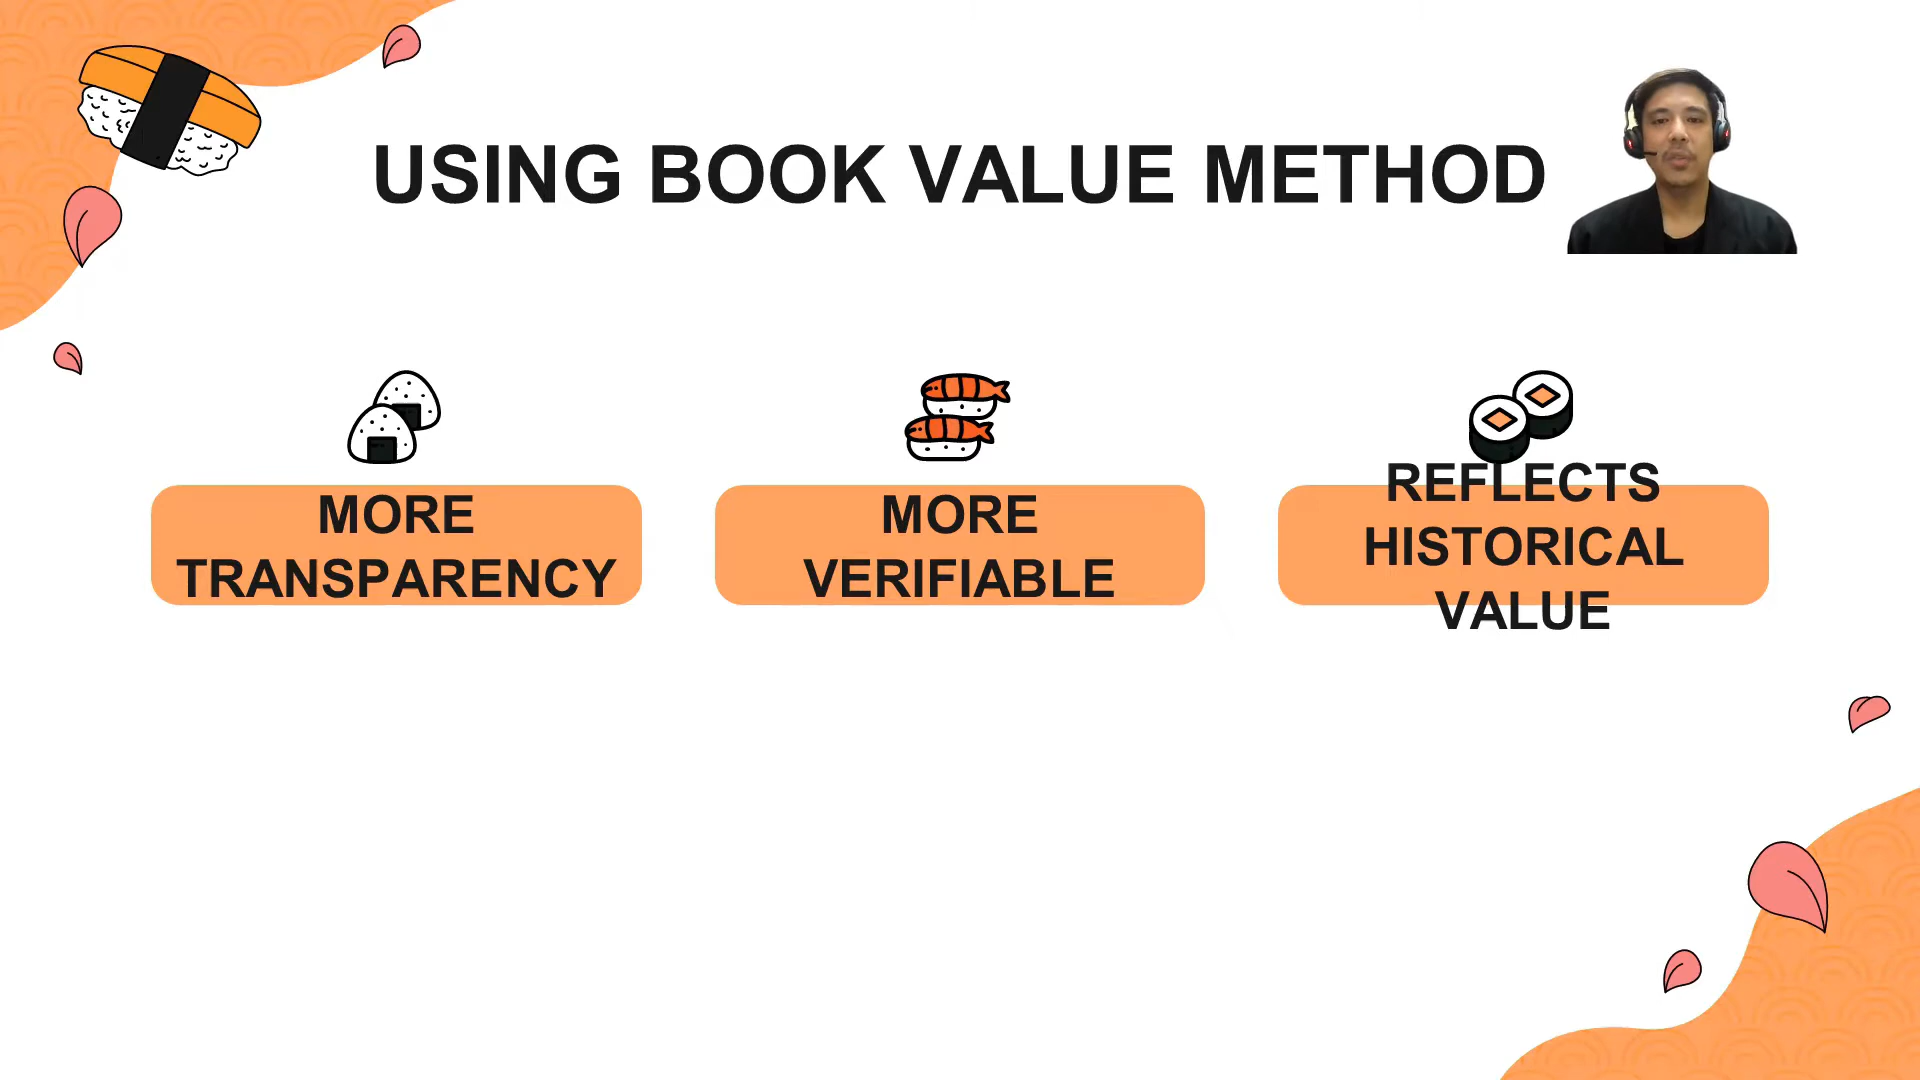 USING BOOK VALUE METHOD
MORE
TRANSPARENCY
MORE
VERIFIABLE
REFLECTS
HISTORICAL
VALUE